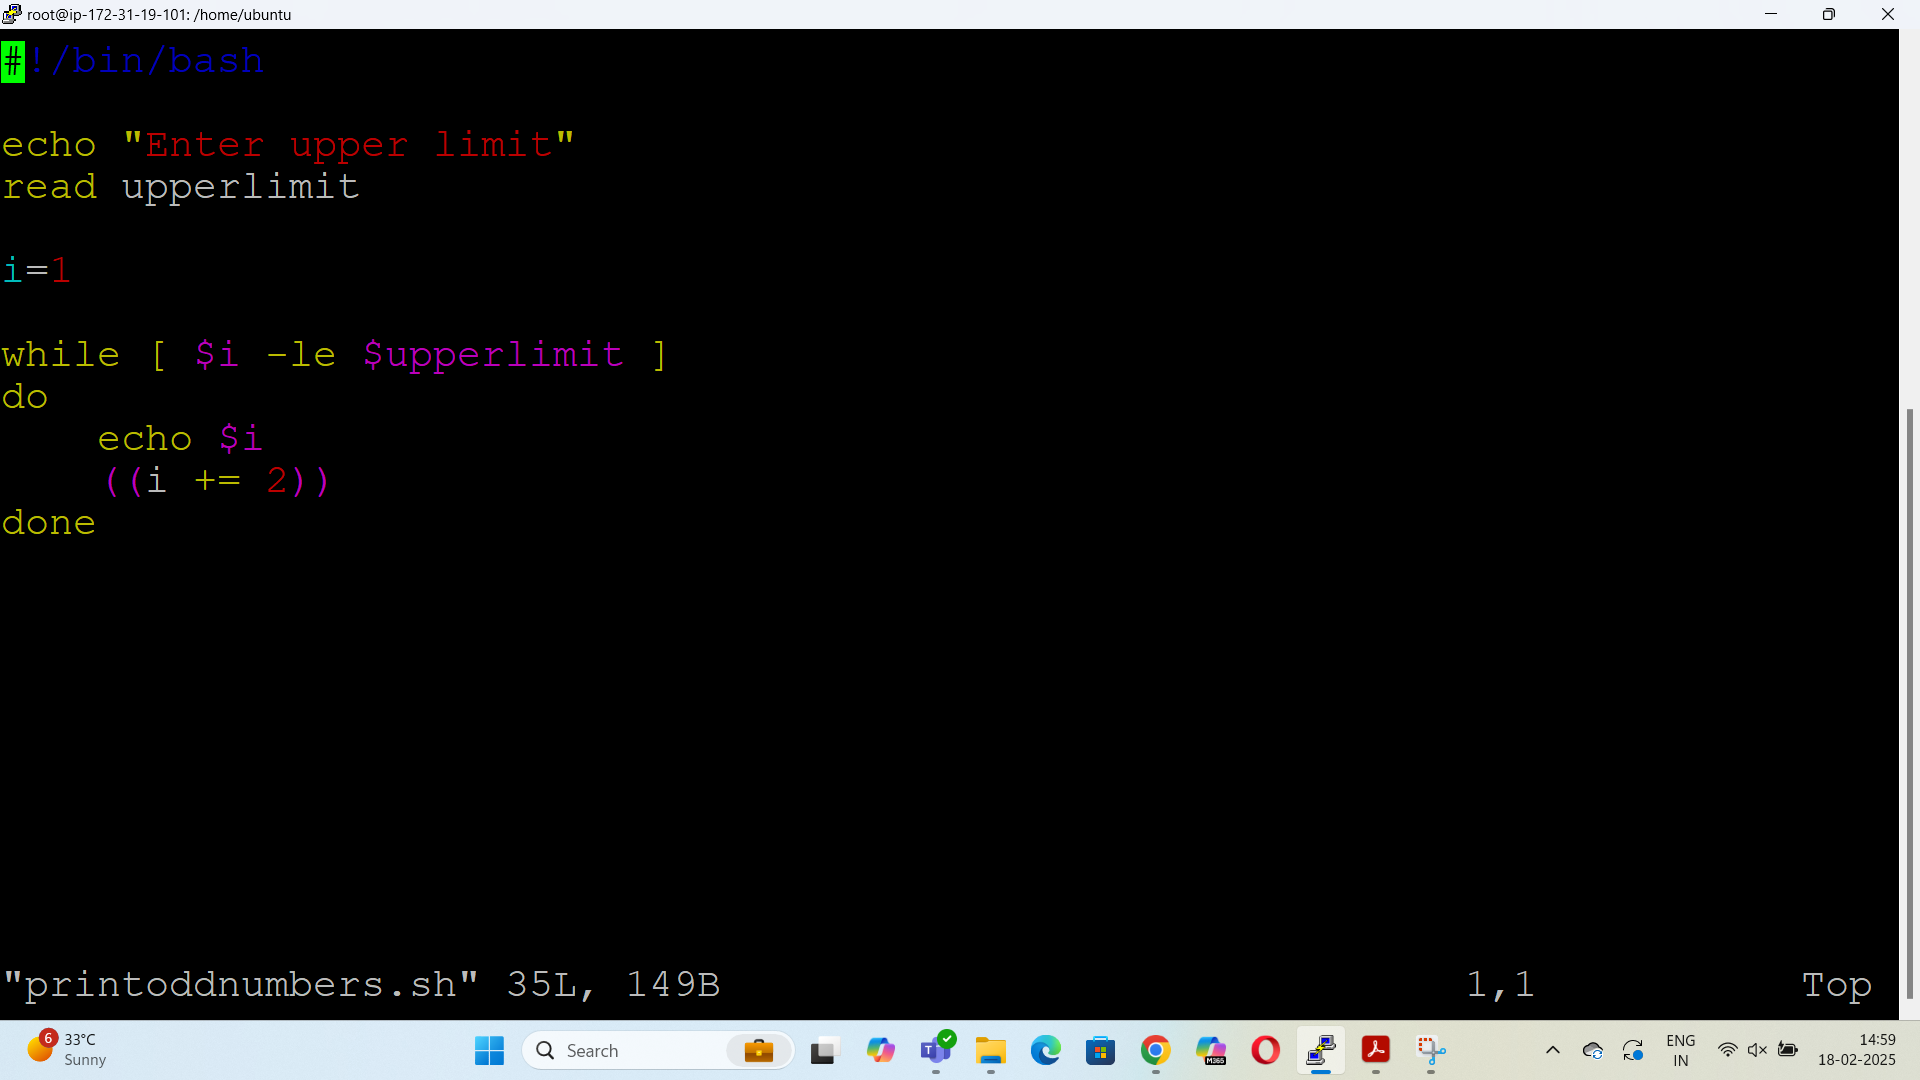 root@ip-172-31-19-101: /home/ubuntu
#!/bin/bash
echo "Enter upper limit"
read upperlimit
i=1
while [ $i -le $upperlimit ]
do
    echo $i
    ((i += 2))
done
"printoddnumbers.sh" 35L, 149B 1,1 Top
6
33°C
Sunny
Search
T
M365
ENG
IN
14:59
18-02-2025